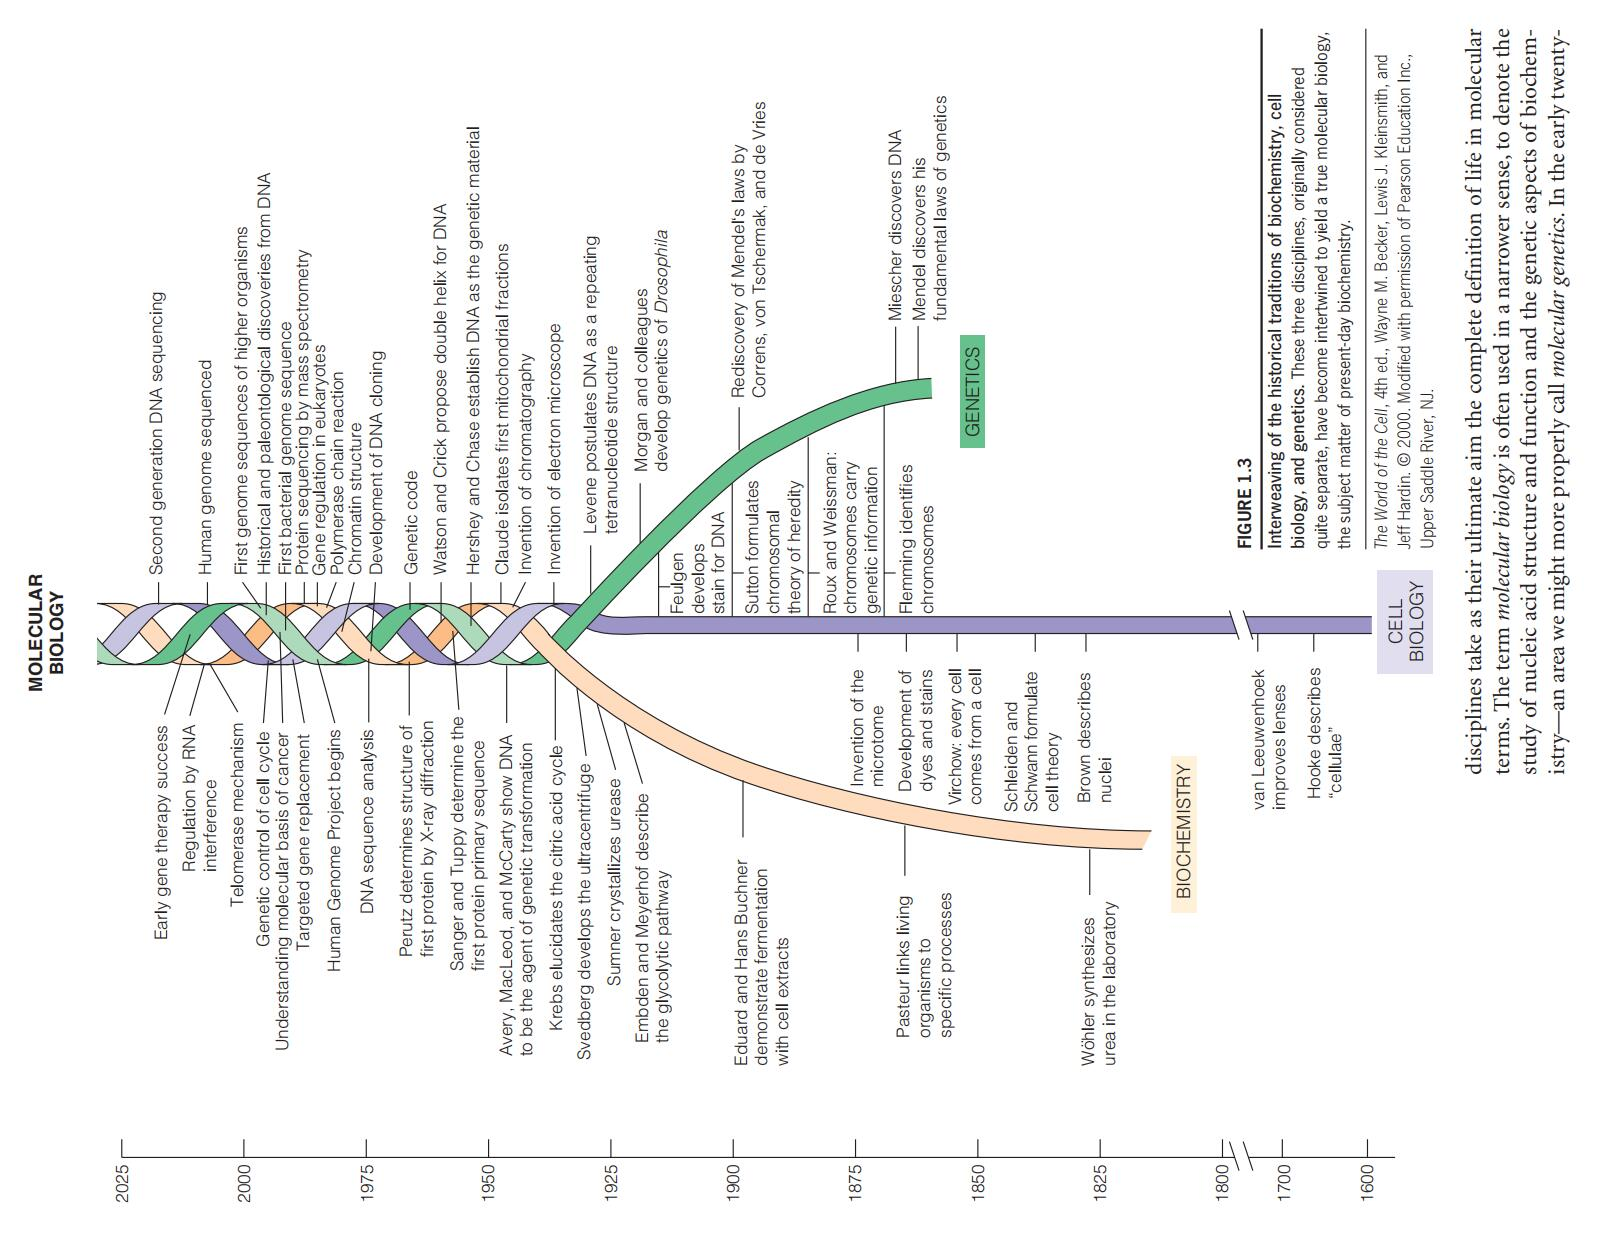 MOLECULAR
BIOLOGY
Second generation DNA sequencing
Human genome sequenced
First genome sequences of higher organisms
Historical and paleontological discoveries from DNA
First bacterial genome sequence
Protein sequencing by mass spectrometry
Gene regulation in eukaryotes
Polymerase chain reaction
Chromatin structure
Development of DNA cloning
Genetic code
Watson and Crick propose double helix for DNA
Hershey and Chase establish DNA as the genetic material
Claude isolates first mitochondrial fractions
Invention of chromatography
Invention of electron microscope
Levene postulates DNA as a repeating
tetranucleotide structure
Morgan and colleagues
develop genetics of Drosophila
Rediscovery of Mendel's laws by
Correns, von Tschermak, and de Vries
Miescher discovers DNA
Mendel discovers his
fundamental laws of genetics
GENETICS
Feulgen
develops
stain for DNA
Sutton formulates
chromosomal
theory of heredity
Roux and Weissman:
chromosomes carry
genetic information
Flemming identifies
chromosomes
CELL
BIOLOGY
Early gene therapy success
Regulation by RNA
interference
Telomerase mechanism
Genetic control of cell cycle
Understanding molecular basis of cancer
Targeted gene replacement
Human Genome Project begins
DNA sequence analysis
Perutz determines structure of
first protein by X-ray diffraction
Sanger and Tuppy determine the
first protein primary sequence
Avery, MacLeod, and McCarty show DNA
to be the agent of genetic transformation
Krebs elucidates the citric acid cycle
Svedberg develops the ultracentrifuge
Sumner crystallizes urease
Embden and Meyerhof describe
the glycolytic pathway
Eduard and Hans Buchner
demonstrate fermentation
with cell extracts
Pasteur links living
organisms to
specific processes
Wöhler synthesizes
urea in the laboratory
BIOCHEMISTRY
Invention of the
microtome
Development of
dyes and stains
Virchow: every cell
comes from a cell
Schleiden and
Schwann formulate
cell theory
Brown describes
nuclei
van Leeuwenhoek
improves lenses
Hooke describes
“cellulae”
2025
2000
1975
1950
1925
1900
1875
1850
1825
1800
1700
1600
FIGURE 1.3
Interweaving of the historical traditions of biochemistry, cell
biology, and genetics. These three disciplines, originally considered
quite separate, have become intertwined to yield a true molecular biology,
the subject matter of present-day biochemistry.
The World of the Cell, 4th ed., Wayne M. Becker, Lewis J. Kleinsmith, and
Jeff Hardin. © 2000. Modified with permission of Pearson Education Inc.,
Upper Saddle River, NJ.
disciplines take as their ultimate aim the complete definition of life in molecular
terms. The term molecular biology is often used in a narrower sense, to denote the
study of nucleic acid structure and function and the genetic aspects of biochem-
istry—an area we might more properly call molecular genetics. In the early twenty-